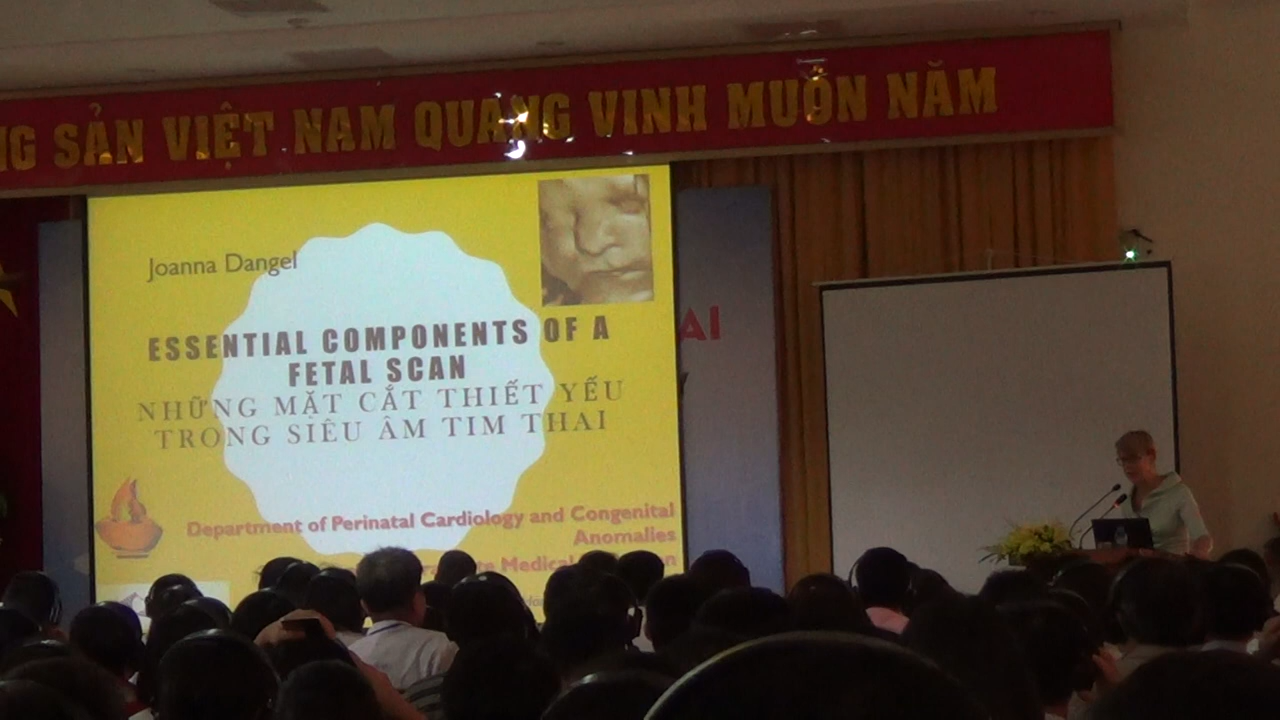 SẢN VIỆT NAM QUANG VINH MUÔN NĂM
Joanna Dangel
AI
ESSENTIAL COMPONENTS OF A
FETAL SCAN
NHỮNG MẶT CẮT THIẾT YẾU
TRONG SIÊU ÂM TIM THAI
Department of Perinatal Cardiology and Congenital
Anomalies
Medical